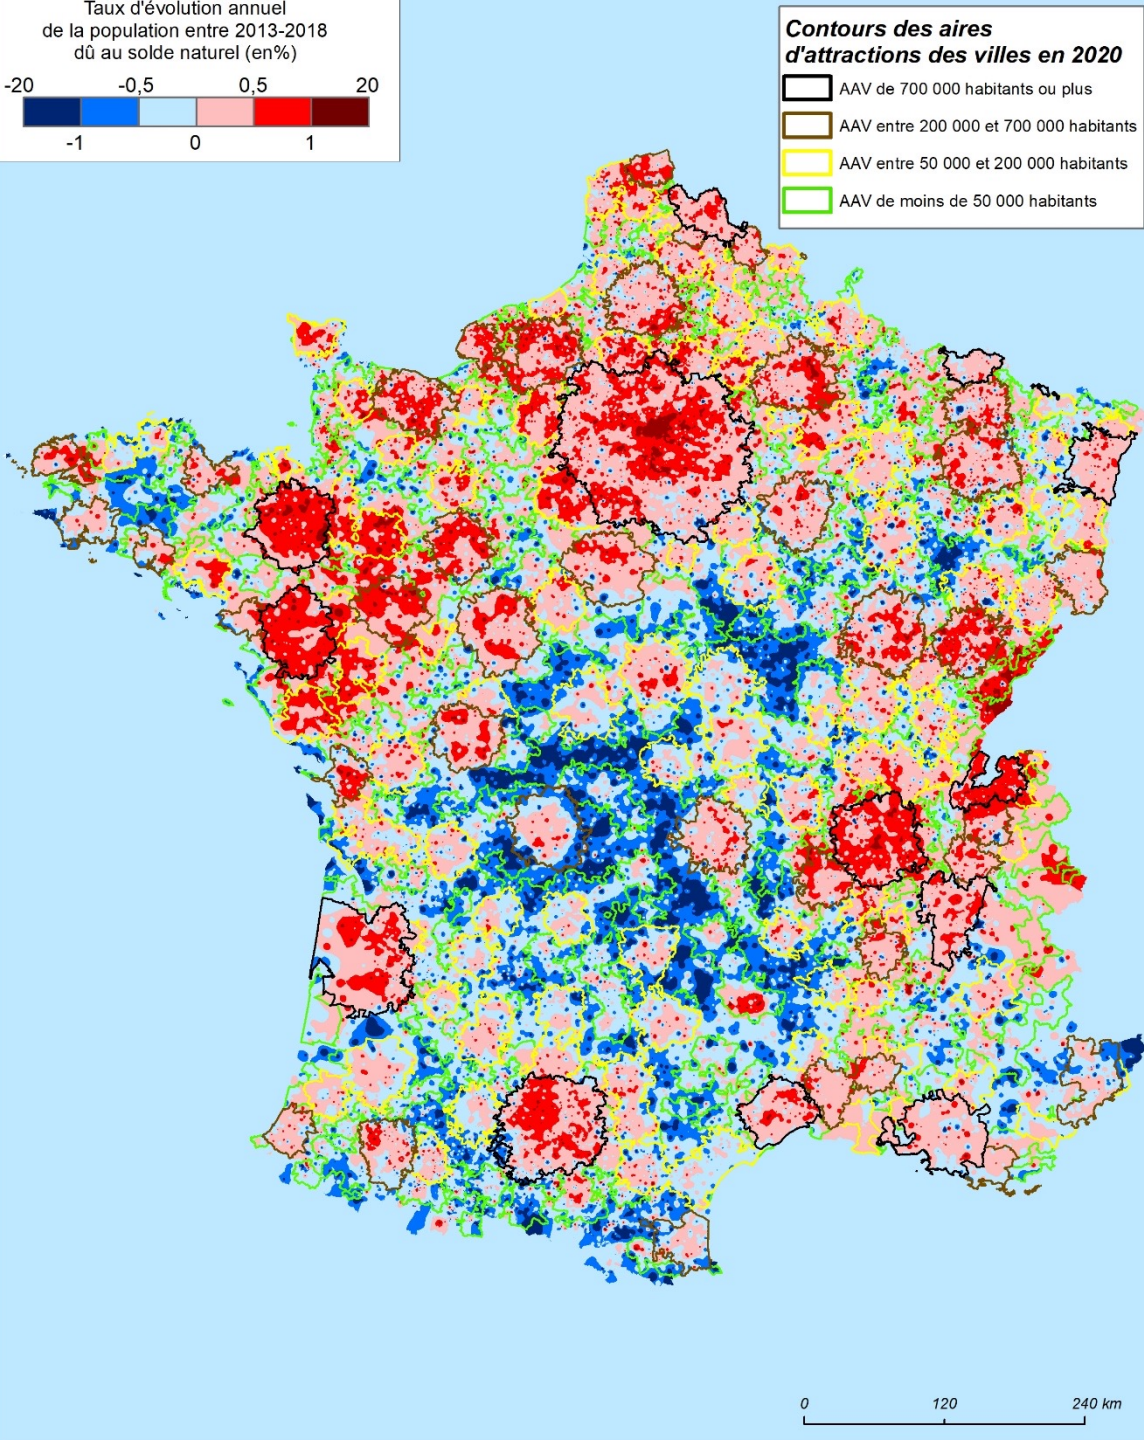 Taux d'évolution annuel
de la population entre 2013-2018
dû au solde naturel (en%)
-20 -0,5 0,5 20
-1 0 1
Contours des aires
d'attractions des villes en 2020
AAV de 700 000 habitants ou plus
AAV entre 200 000 et 700 000 habitants
AAV entre 50 000 et 200 000 habitants
AAV de moins de 50 000 habitants
0 120 240 km